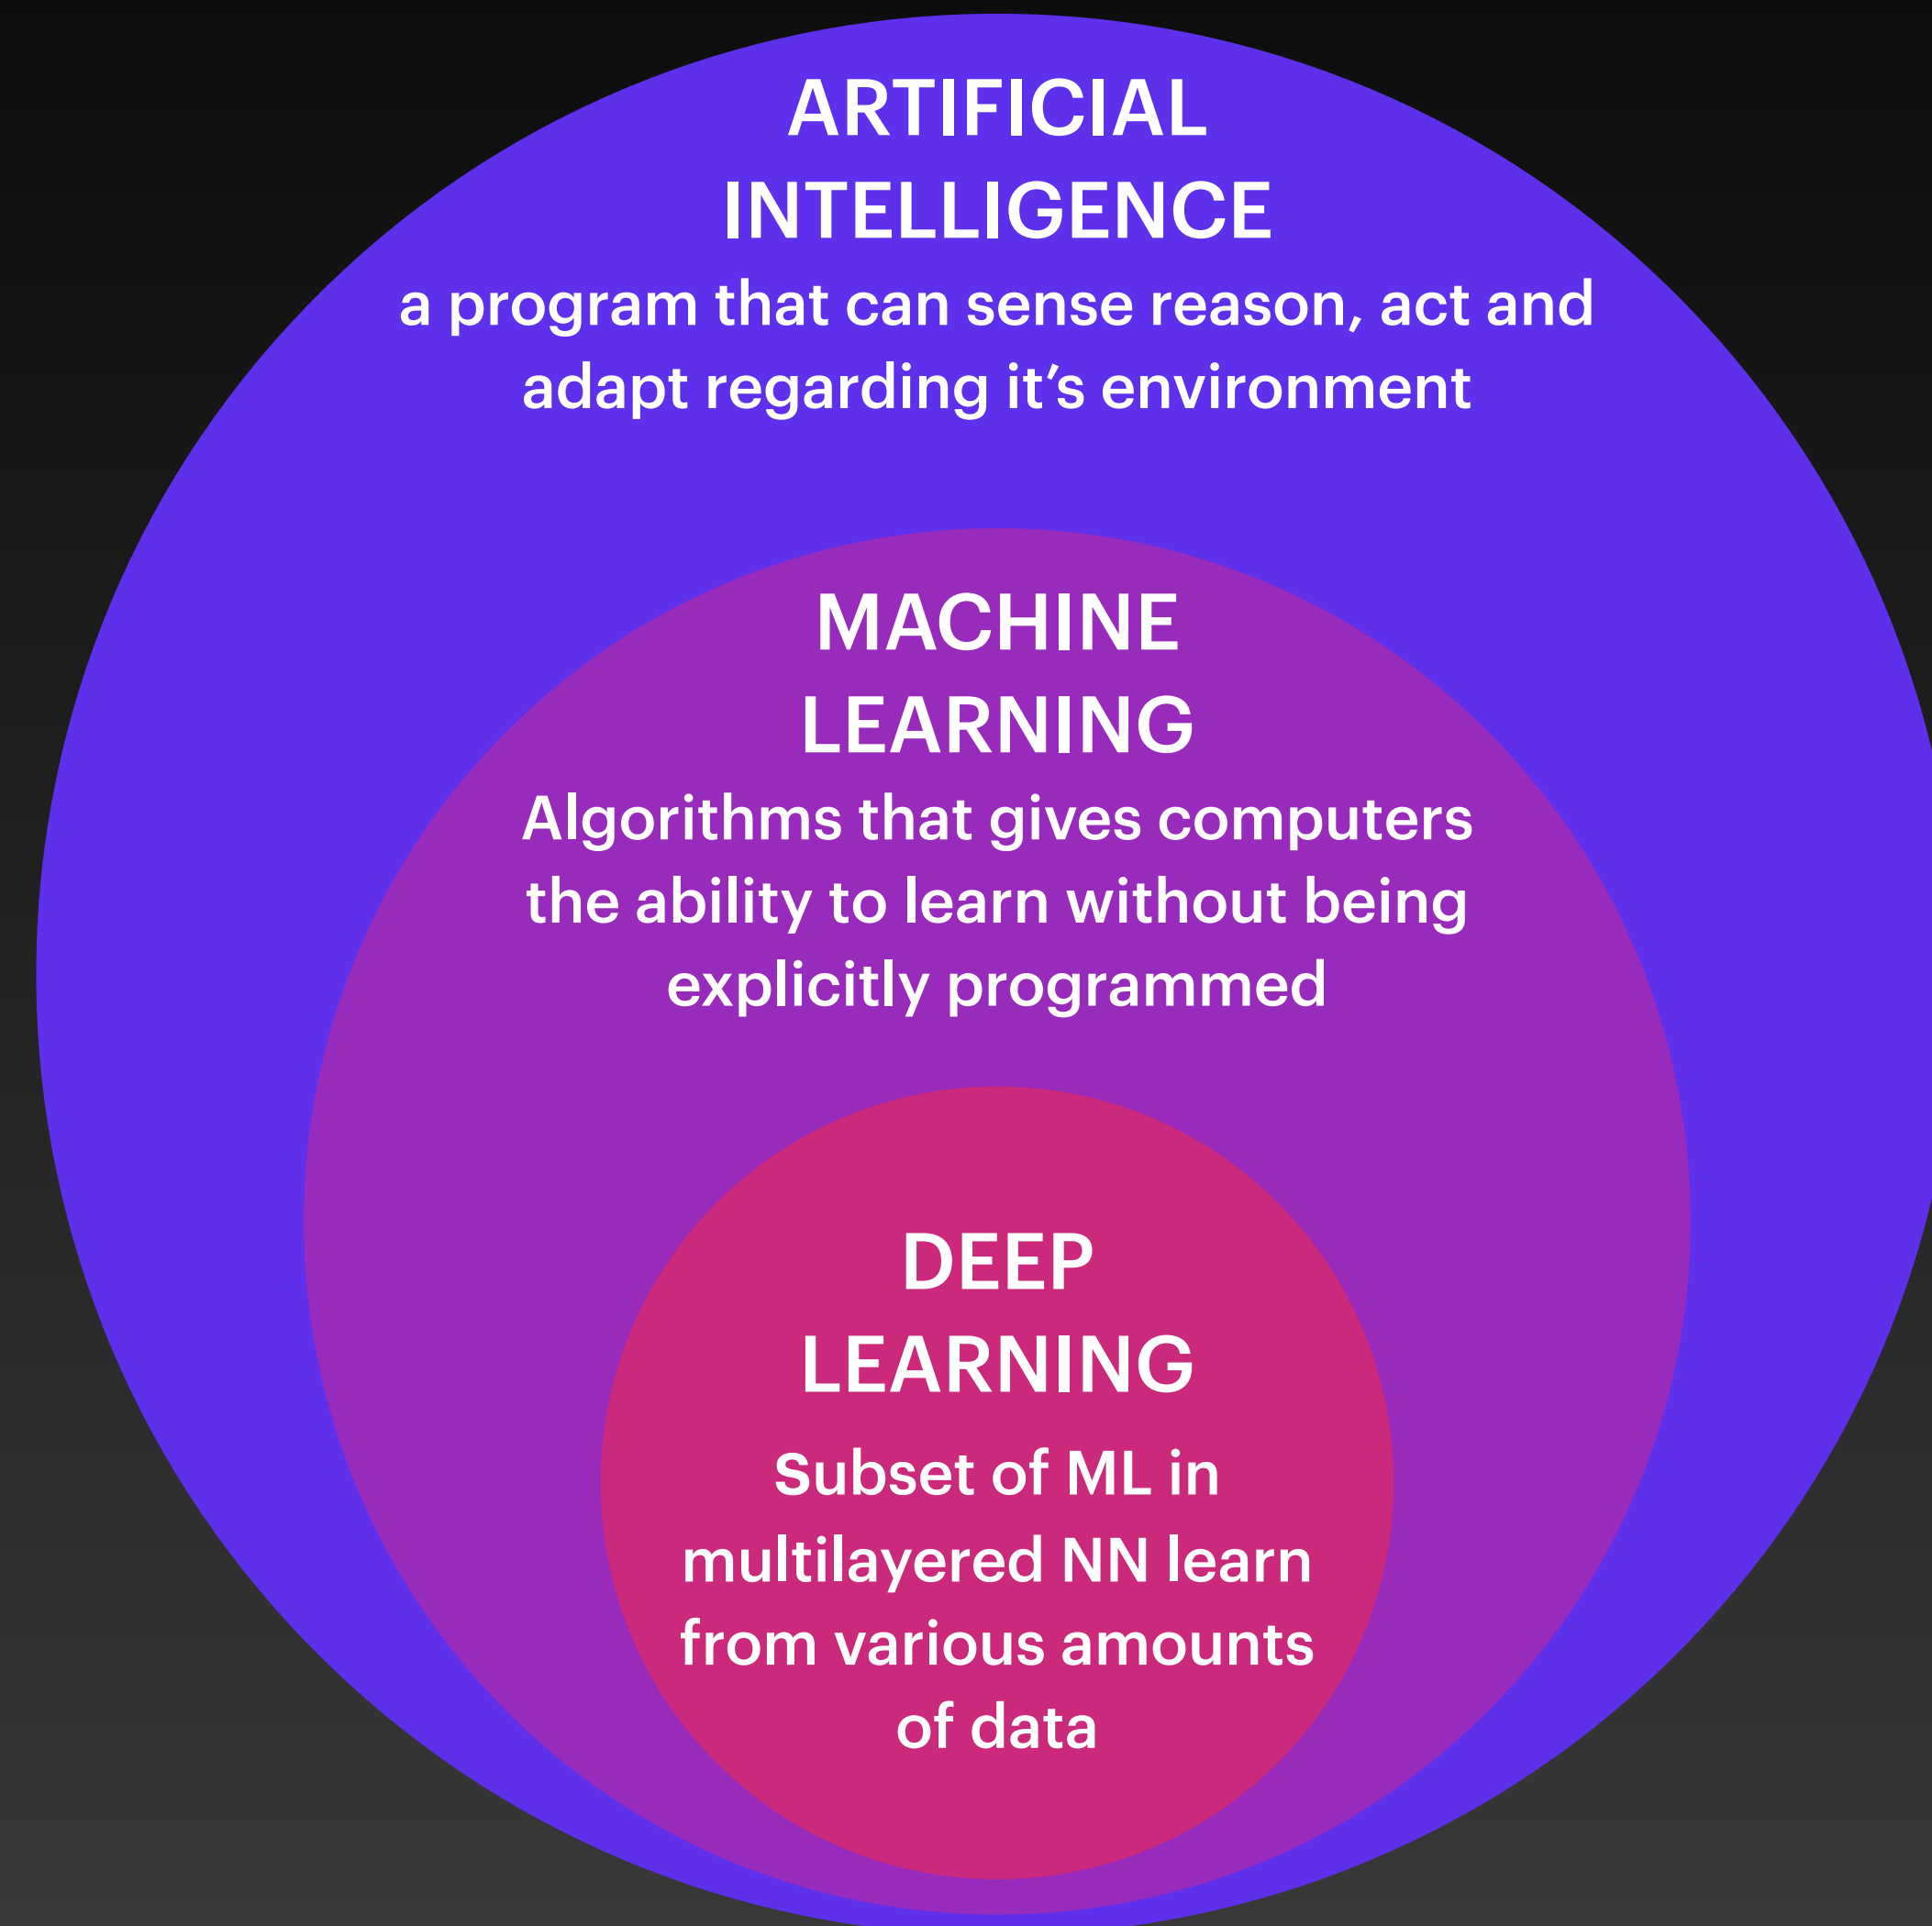 ARTIFICIAL
INTELLIGENCE
a program that can sense reason, act and
adapt regarding it's environment
MACHINE
LEARNING
Algorithms that gives computers
the ability to learn without being
explicitly programmed
DEEP
LEARNING
Subset of ML in
multilayered NN learn
from various amounts
of data